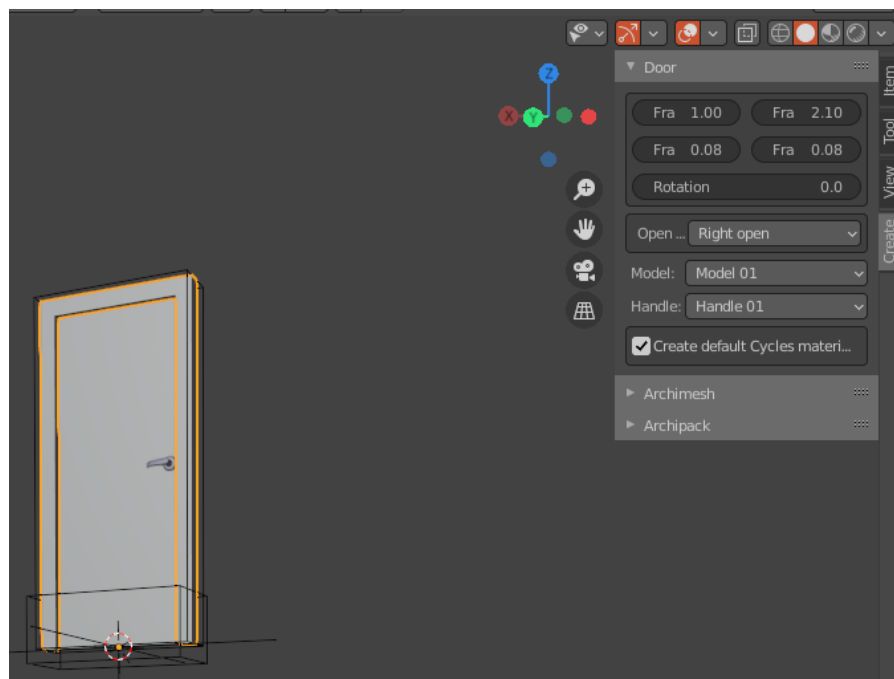 Z
X
Y
Door
Fra 1.00 Fra 2.10
Fra 0.08 Fra 0.08
Rotation 0.0
Open ... Right open
Model: Model 01
Handle: Handle 01
Create default Cycles materi...
Archimesh
Archipack
Item
Tool
View
Create